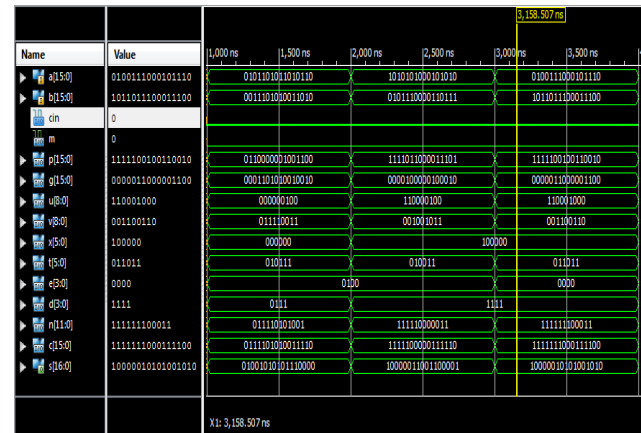 3,158.507 ns
Name Value 1,000 ns 1,500 ns 2,000 ns 2,500 ns 3,000 ns 3,500 ns
a[15:0] 0100111000101110 0101101011010110 1010101000101010 0100111000101110
b[15:0] 1011011100011100 0011101010011010 0101110000110111 1011011100011100
cin 0
m 0
p[15:0] 1111100100110010 0110000001001100 1111011000011101 1111100100110010
g[15:0] 0000011000001100 0001101010010010 0000100000100010 0000011000001100
u[8:0] 110001000 000000100 110000100 110001000
v[8:0] 001100110 011110011 001001011 001100110
x[5:0] 100000 000000 100000
f[5:0] 011011 010111 010011 011011
e[3:0] 0000 0100 0000
d[3:0] 1111 0111 1111
n[11:0] 111111100011 011110101001 111110000011 111111100011
c[15:0] 1111111000111100 0111101010011110 1111100000111110 1111111000111100
s[16:0] 10000010101001010 01001010101110000 10000011001100001 10000010101001010
X1: 3,158.507 ns